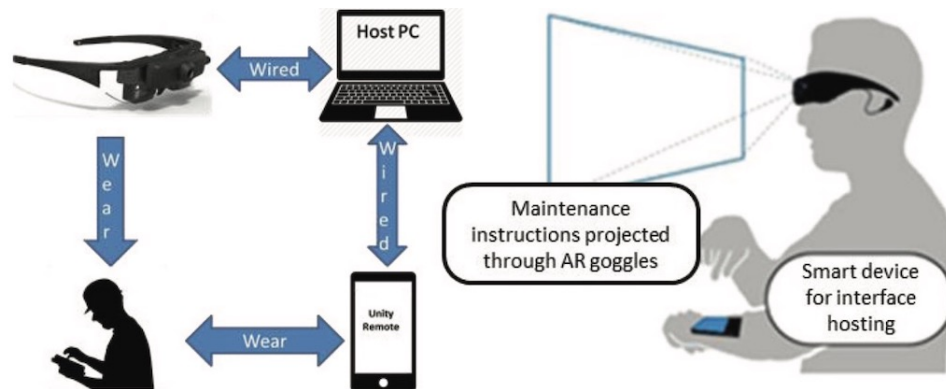 Host PC
Wired
Wear
Wired
Unity
Remote
Wear
Maintenance
instructions projected
through AR goggles
Smart device
for interface
hosting